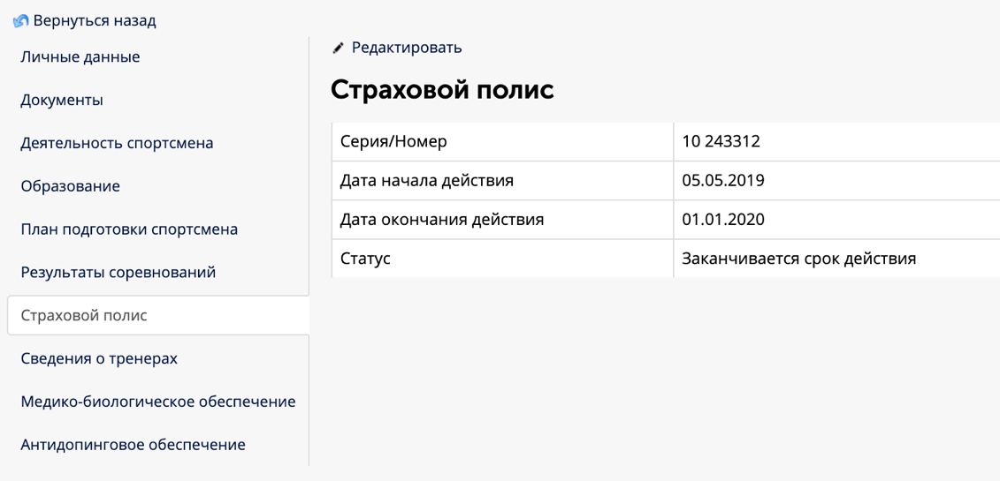 Вернуться назад
Личные данные
Документы
Деятельность спортсмена
Образование
План подготовки спортсмена
Результаты соревнований
Страховой полис
Сведения о тренерах
Медико-биологическое обеспечение
Антидопинговое обеспечение
Редактировать
Страховой полис
Серия/Номер 10 243312
Дата начала действия 05.05.2019
Дата окончания действия 01.01.2020
Статус Заканчивается срок действия